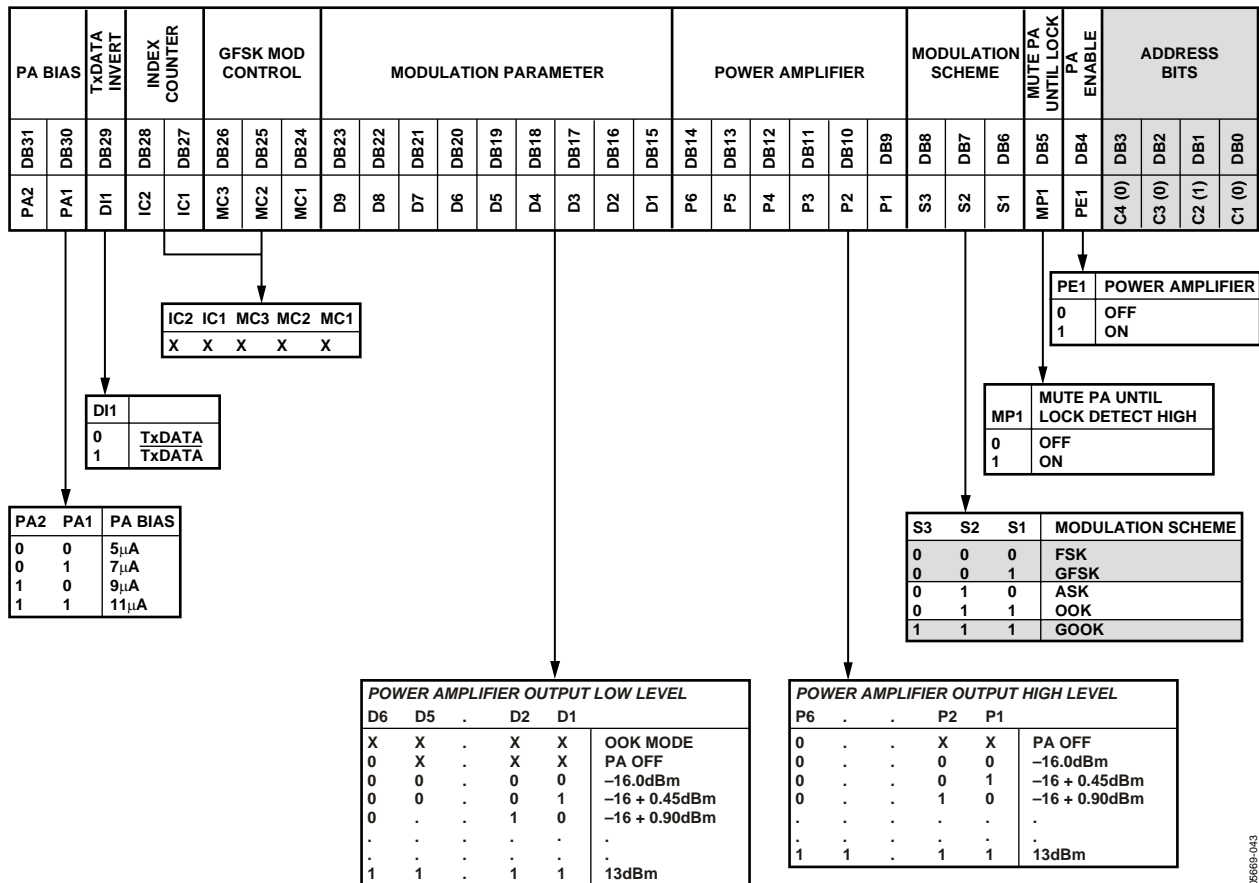 PA BIAS
TxDATA
INVERT
INDEX
COUNTER
GFSK MOD
CONTROL
MODULATION PARAMETER
POWER AMPLIFIER
MODULATION
SCHEME
MUTE PA
UNTIL LOCK
PA
ENABLE
ADDRESS
BITS
DB31 DB30 DB29 DB28 DB27 DB26 DB25 DB24 DB23 DB22 DB21 DB20 DB19 DB18 DB17 DB16 DB15 DB14 DB13 DB12 DB11 DB10 DB9 DB8 DB7 DB6 DB5 DB4 DB3 DB2 DB1 DB0
PA2 PA1 DI1 IC2 IC1 MC3 MC2 MC1 D9 D8 D7 D6 D5 D4 D3 D2 D1 P6 P5 P4 P3 P2 P1 S3 S2 S1 MP1 PE1 C4 (0) C3 (0) C2 (1) C1 (0)
PE1 POWER AMPLIFIER
0 OFF
1 ON
IC2 IC1 MC3 MC2 MC1
X X X X X
MUTE PA UNTIL
MP1 LOCK DETECT HIGH
0 OFF
1 ON
DI1
0 TxDATA
1 TxDATA
PA2 PA1 PA BIAS
0 0 5μA
0 1 7μA
1 0 9μA
1 1 11μA
S3 S2 S1 MODULATION SCHEME
0 0 0 FSK
0 0 1 GFSK
0 1 0 ASK
0 1 1 OOK
1 1 1 GOOK
POWER AMPLIFIER OUTPUT LOW LEVEL
D6 D5 . D2 D1
X X . X X OOK MODE
0 X . X X PA OFF
0 0 . 0 0 –16.0dBm
0 0 . 0 1 –16 + 0.45dBm
0 . . 1 0 –16 + 0.90dBm
. . . . . .
. . . . . .
1 1 . 1 1 13dBm
POWER AMPLIFIER OUTPUT HIGH LEVEL
P6 . . P2 P1
0 . . X X PA OFF
0 . . 0 0 –16.0dBm
0 . . 0 1 –16 + 0.45dBm
0 . . 1 0 –16 + 0.90dBm
. . . . . .
. . . . . .
1 1 . 1 1 13dBm
05669-043